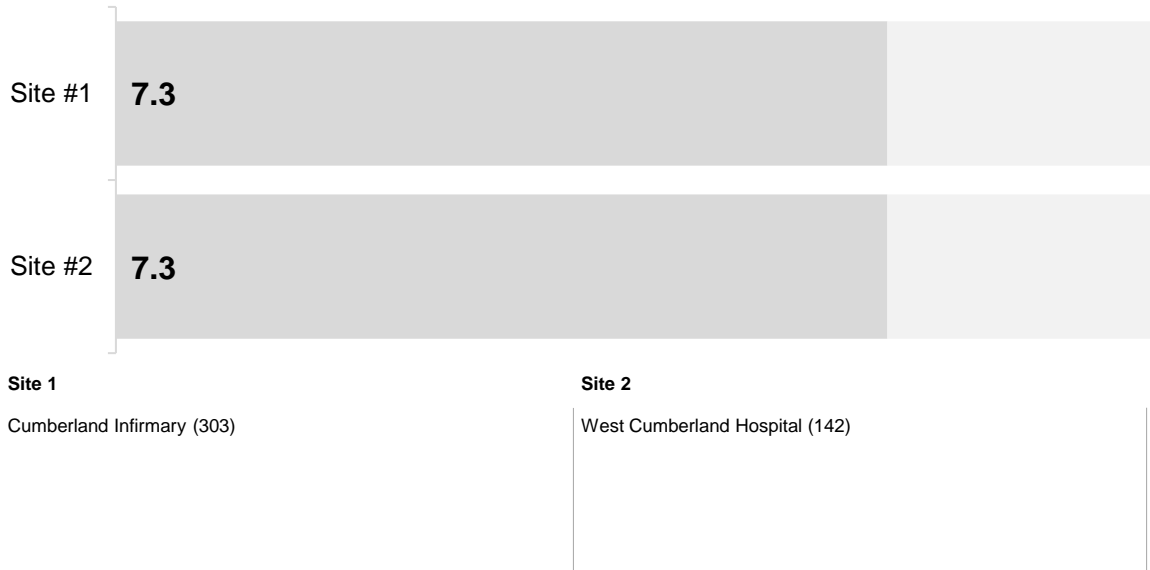 Site #1
7.3
Site #2
7.3
Site 1
Site 2
Cumberland Infirmary (303)
West Cumberland Hospital (142)